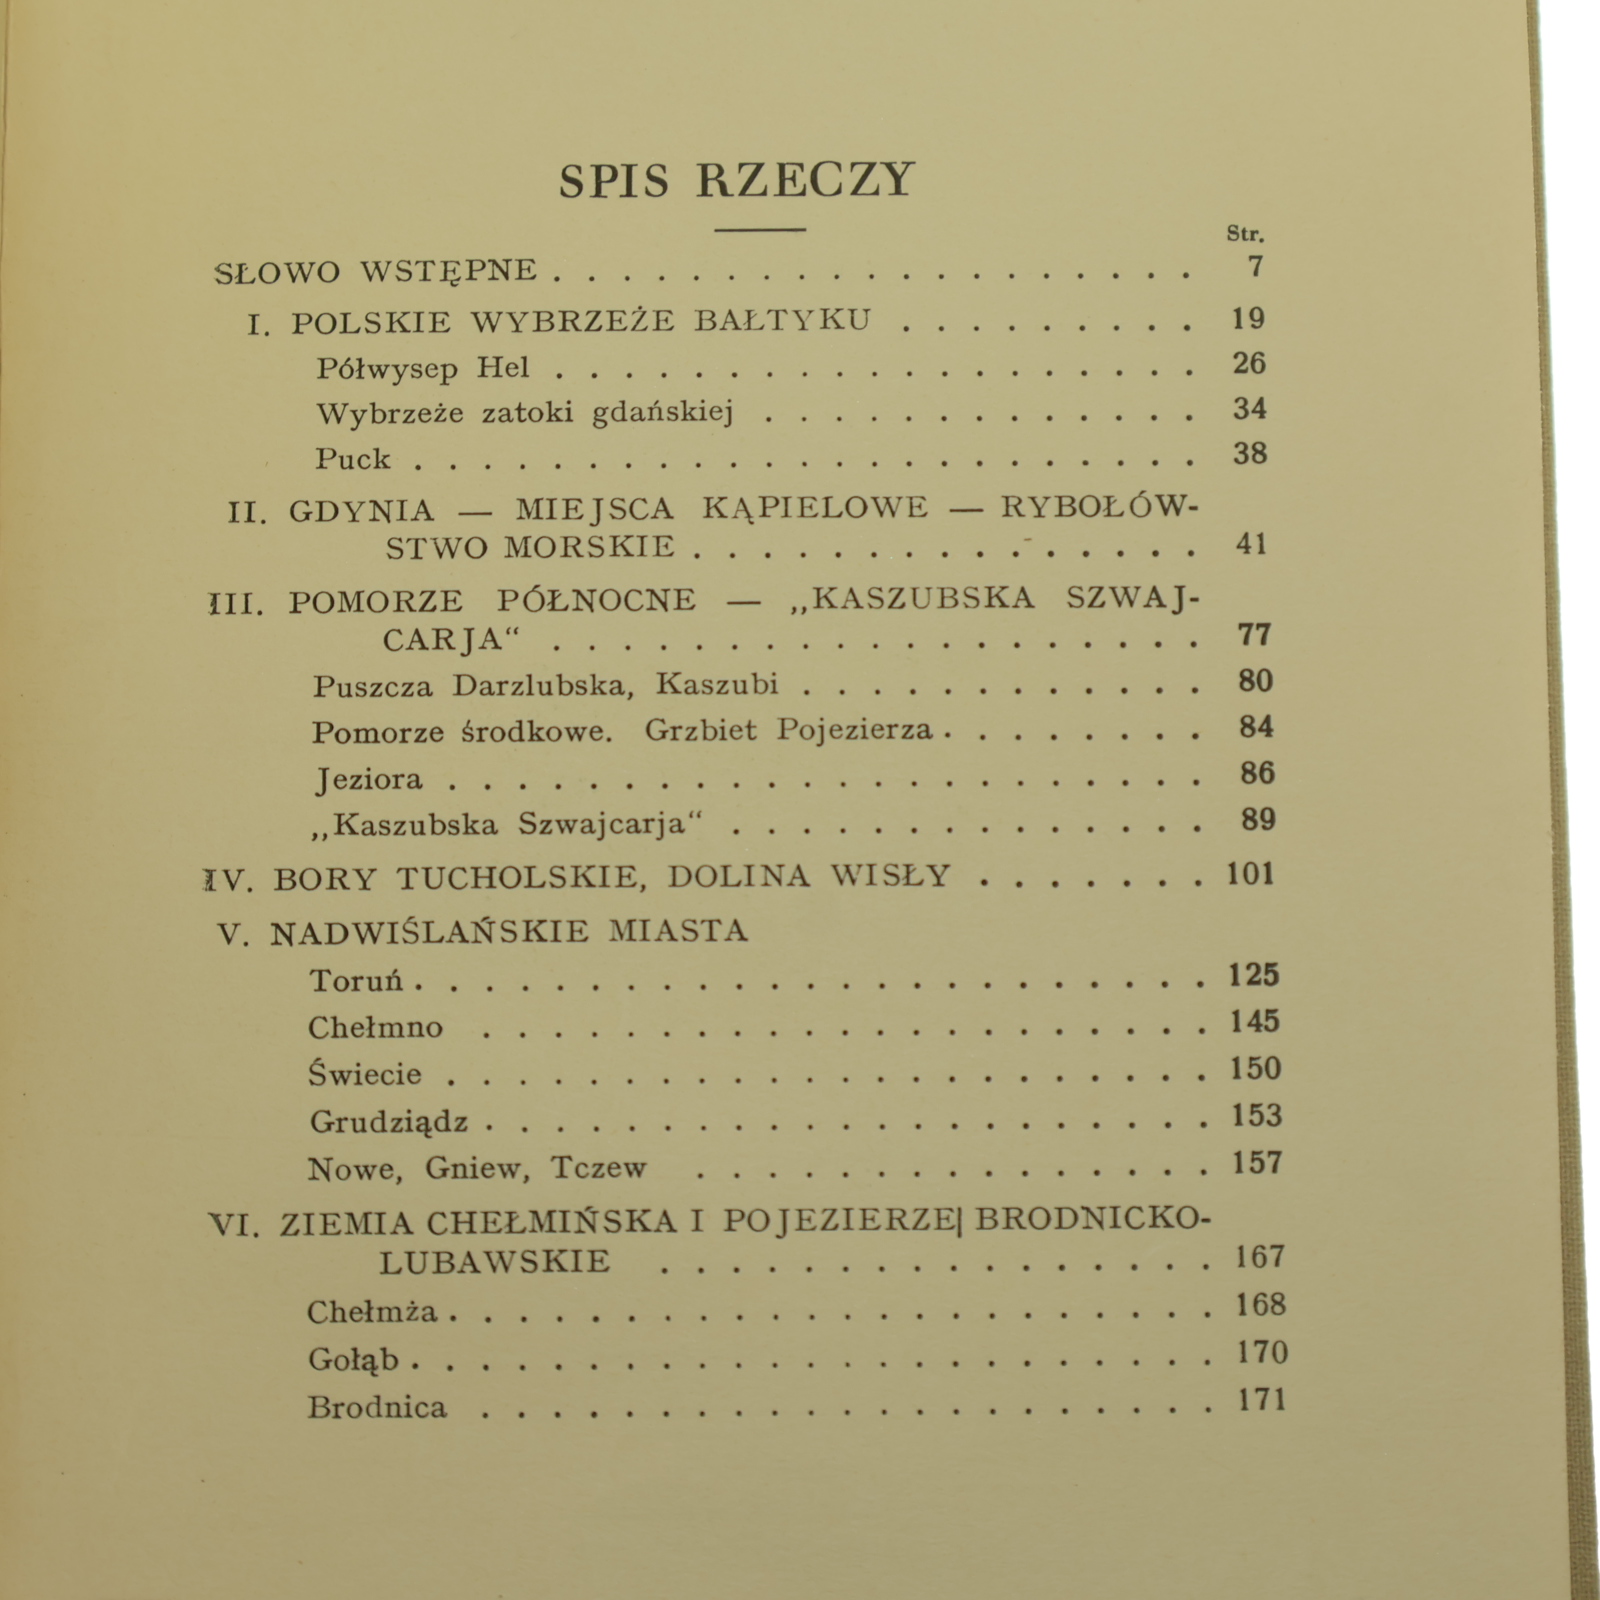 SPIS RZECZY
Str.
SŁOWO WSTĘPNE . . . . . . . . . . . . . . . . . . . 7
I. POLSKIE WYBRZEŻE BAŁTYKU . . . . . . . . . 19
Półwysep Hel . . . . . . . . . . . . . . . . . . . 26
Wybrzeże zatoki gdańskiej . . . . . . . . . . . . . 34
Puck . . . . . . . . . . . . . . . . . . . . . . . 38
II. GDYNIA — MIEJSCA KĄPIELOWE — RYBOŁÓW-
STWO MORSKIE . . . . . . . . . . . . . . . 41
III. POMORZE PÓŁNOCNE — „KASZUBSKA SZWAJ-
CARJA“ . . . . . . . . . . . . . . . . . . . 77
Puszcza Darzlubska, Kaszubi . . . . . . . . . . . . 80
Pomorze środkowe. Grzbiet Pojezierza . . . . . . . . 84
Jeziora . . . . . . . . . . . . . . . . . . . . . . 86
„Kaszubska Szwajcarja“ . . . . . . . . . . . . . . 89
IV. BORY TUCHOLSKIE, DOLINA WISŁY . . . . . . . 101
V. NADWIŚLAŃSKIE MIASTA
Toruń . . . . . . . . . . . . . . . . . . . . . . . 125
Chełmno . . . . . . . . . . . . . . . . . . . . . 145
Świecie . . . . . . . . . . . . . . . . . . . . . . 150
Grudziądz . . . . . . . . . . . . . . . . . . . . . 153
Nowe, Gniew, Tczew . . . . . . . . . . . . . . . 157
VI. ZIEMIA CHEŁMIŃSKA I POJEZIERZE BRODNICKO-
LUBAWSKIE . . . . . . . . . . . . . . . . 167
Chełmża . . . . . . . . . . . . . . . . . . . . . . 168
Gołąb . . . . . . . . . . . . . . . . . . . . . . . 170
Brodnica . . . . . . . . . . . . . . . . . . . . . 171